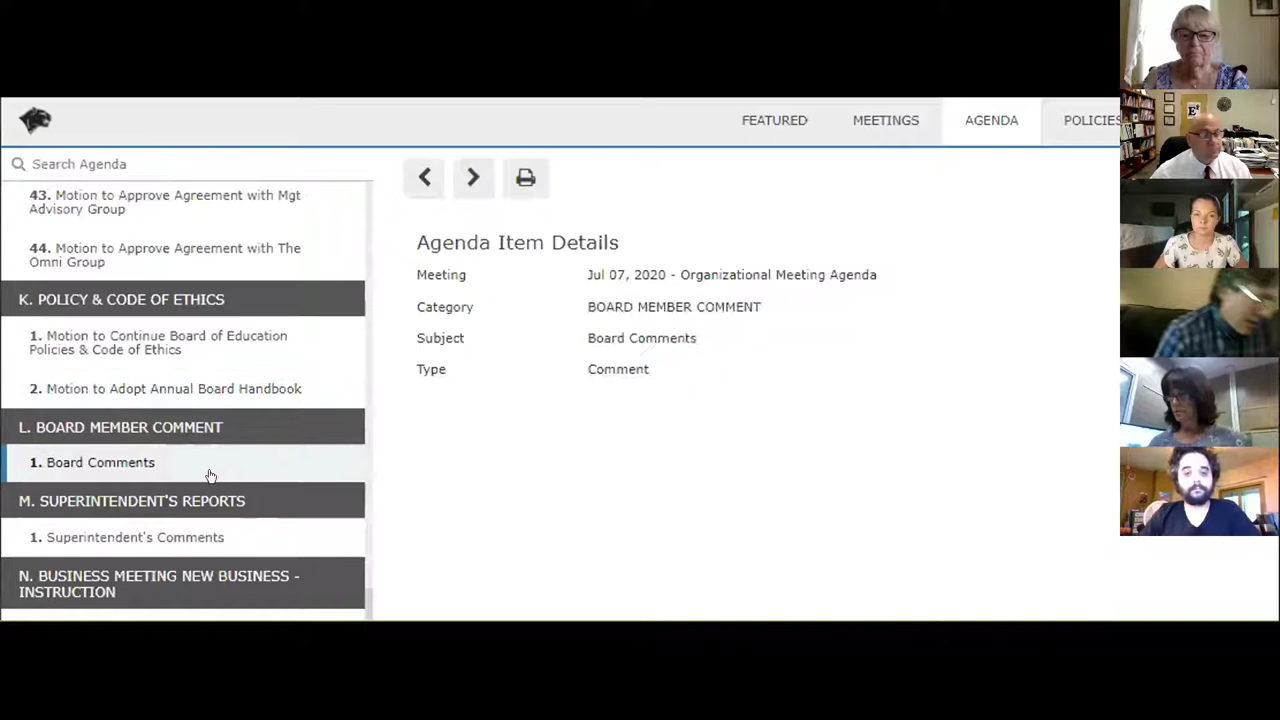 FEATURED
MEETINGS
AGENDA
POLICIES
Search Agenda
43. Motion to Approve Agreement with Mgt
Advisory Group
44. Motion to Approve Agreement with The
Omni Group
K. POLICY & CODE OF ETHICS
1. Motion to Continue Board of Education
Policies & Code of Ethics
2. Motion to Adopt Annual Board Handbook
L. BOARD MEMBER COMMENT
1. Board Comments
M. SUPERINTENDENT'S REPORTS
1. Superintendent's Comments
N. BUSINESS MEETING NEW BUSINESS -
INSTRUCTION
Agenda Item Details
Meeting Jul 07, 2020 - Organizational Meeting Agenda
Category BOARD MEMBER COMMENT
Subject Board Comments
Type Comment